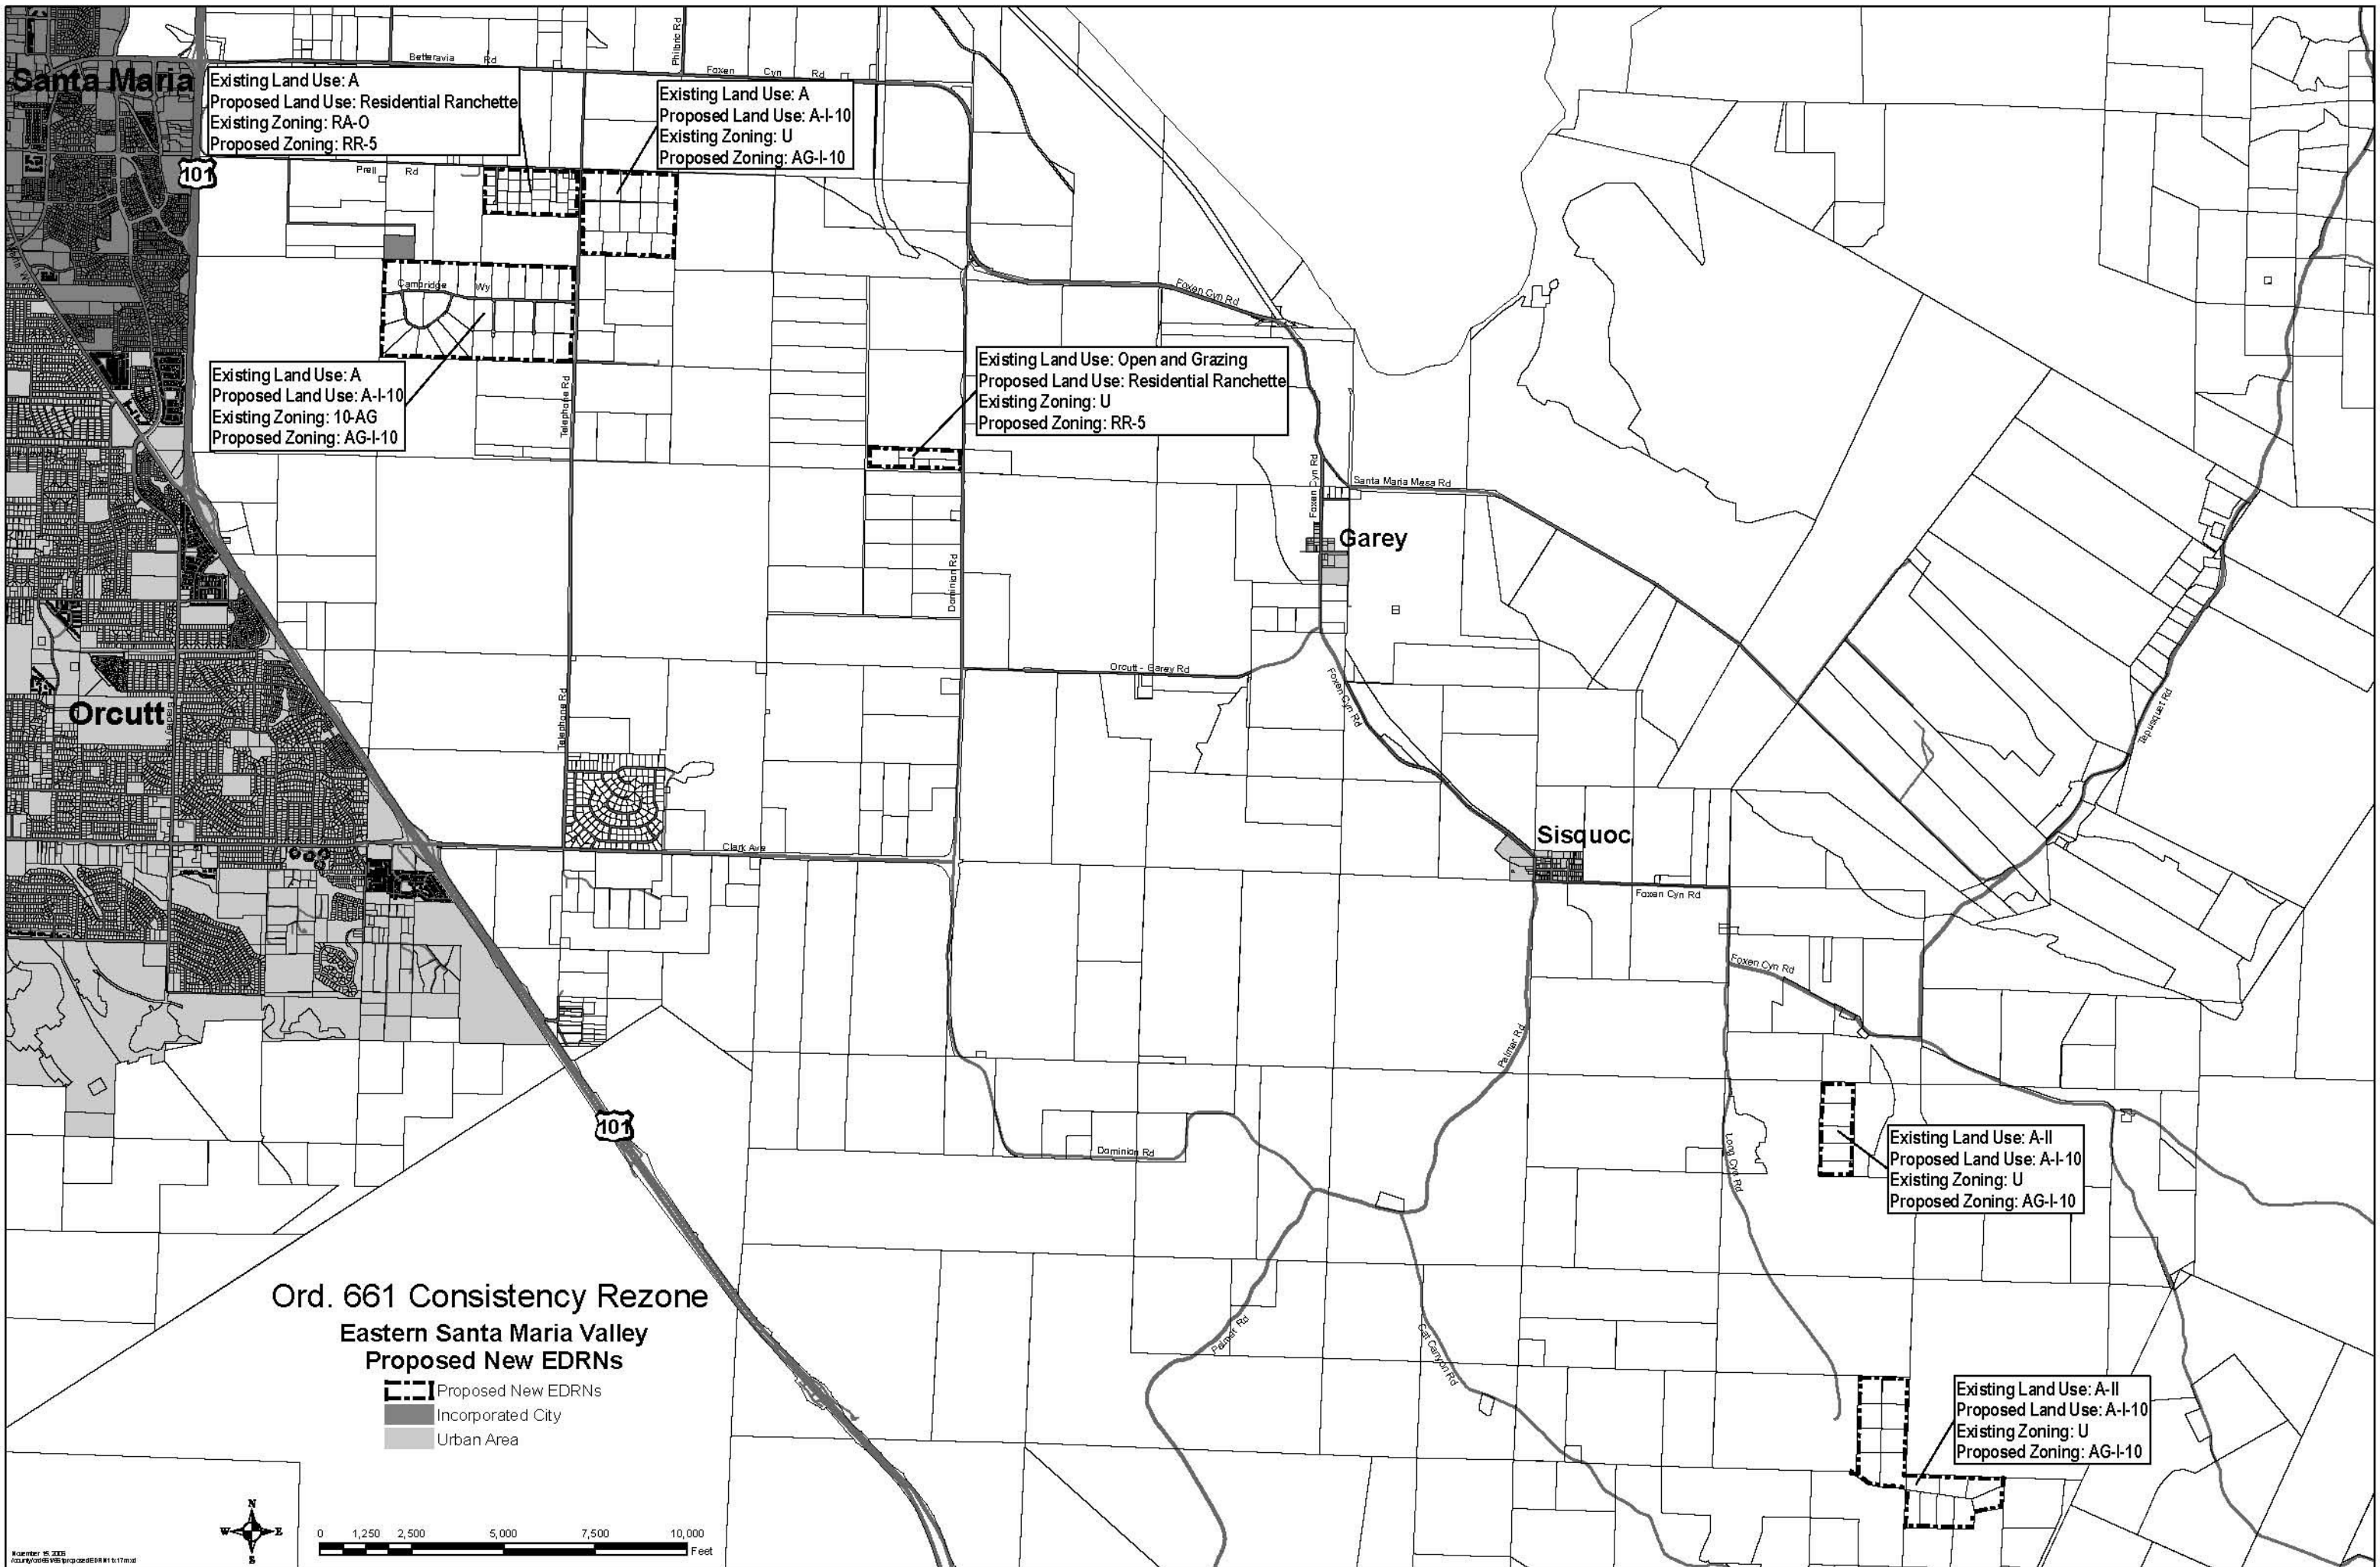 Betteravia Rd
Philbric Rd
Foxen Cyn Rd
Santa Maria
Existing Land Use: A
Proposed Land Use: Residential Ranchette
Existing Zoning: RA-O
Proposed Zoning: RR-5
Existing Land Use: A
Proposed Land Use: A-I-10
Existing Zoning: U
Proposed Zoning: AG-I-10
101
Prell Rd
Cambridge Wy
Foxen Cyn Rd
Existing Land Use: A
Proposed Land Use: A-I-10
Existing Zoning: 10-AG
Proposed Zoning: AG-I-10
Telephone Rd
Existing Land Use: Open and Grazing
Proposed Land Use: Residential Ranchette
Existing Zoning: U
Proposed Zoning: RR-5
Foxen Cyn Rd
Santa Maria Mesa Rd
Garey
Dominion Rd
Orcutt - Garey Rd
Foxen Cyn Rd
Tepusquet Rd
Orcutt
Telephone Rd
Clark Ave
Sisquoc
Foxen Cyn Rd
Foxen Cyn Rd
Palmer Rd
101
Dominion Rd
Long Cyn Rd
Existing Land Use: A-II
Proposed Land Use: A-I-10
Existing Zoning: U
Proposed Zoning: AG-I-10
Palmer Rd
Cat Canyon Rd
Existing Land Use: A-II
Proposed Land Use: A-I-10
Existing Zoning: U
Proposed Zoning: AG-I-10
Ord. 661 Consistency Rezone
Eastern Santa Maria Valley
Proposed New EDRNs
Proposed New EDRNs
Incorporated City
Urban Area
N
W E
S
0 1,250 2,500 5,000 7,500 10,000
Feet
November 15, 2005